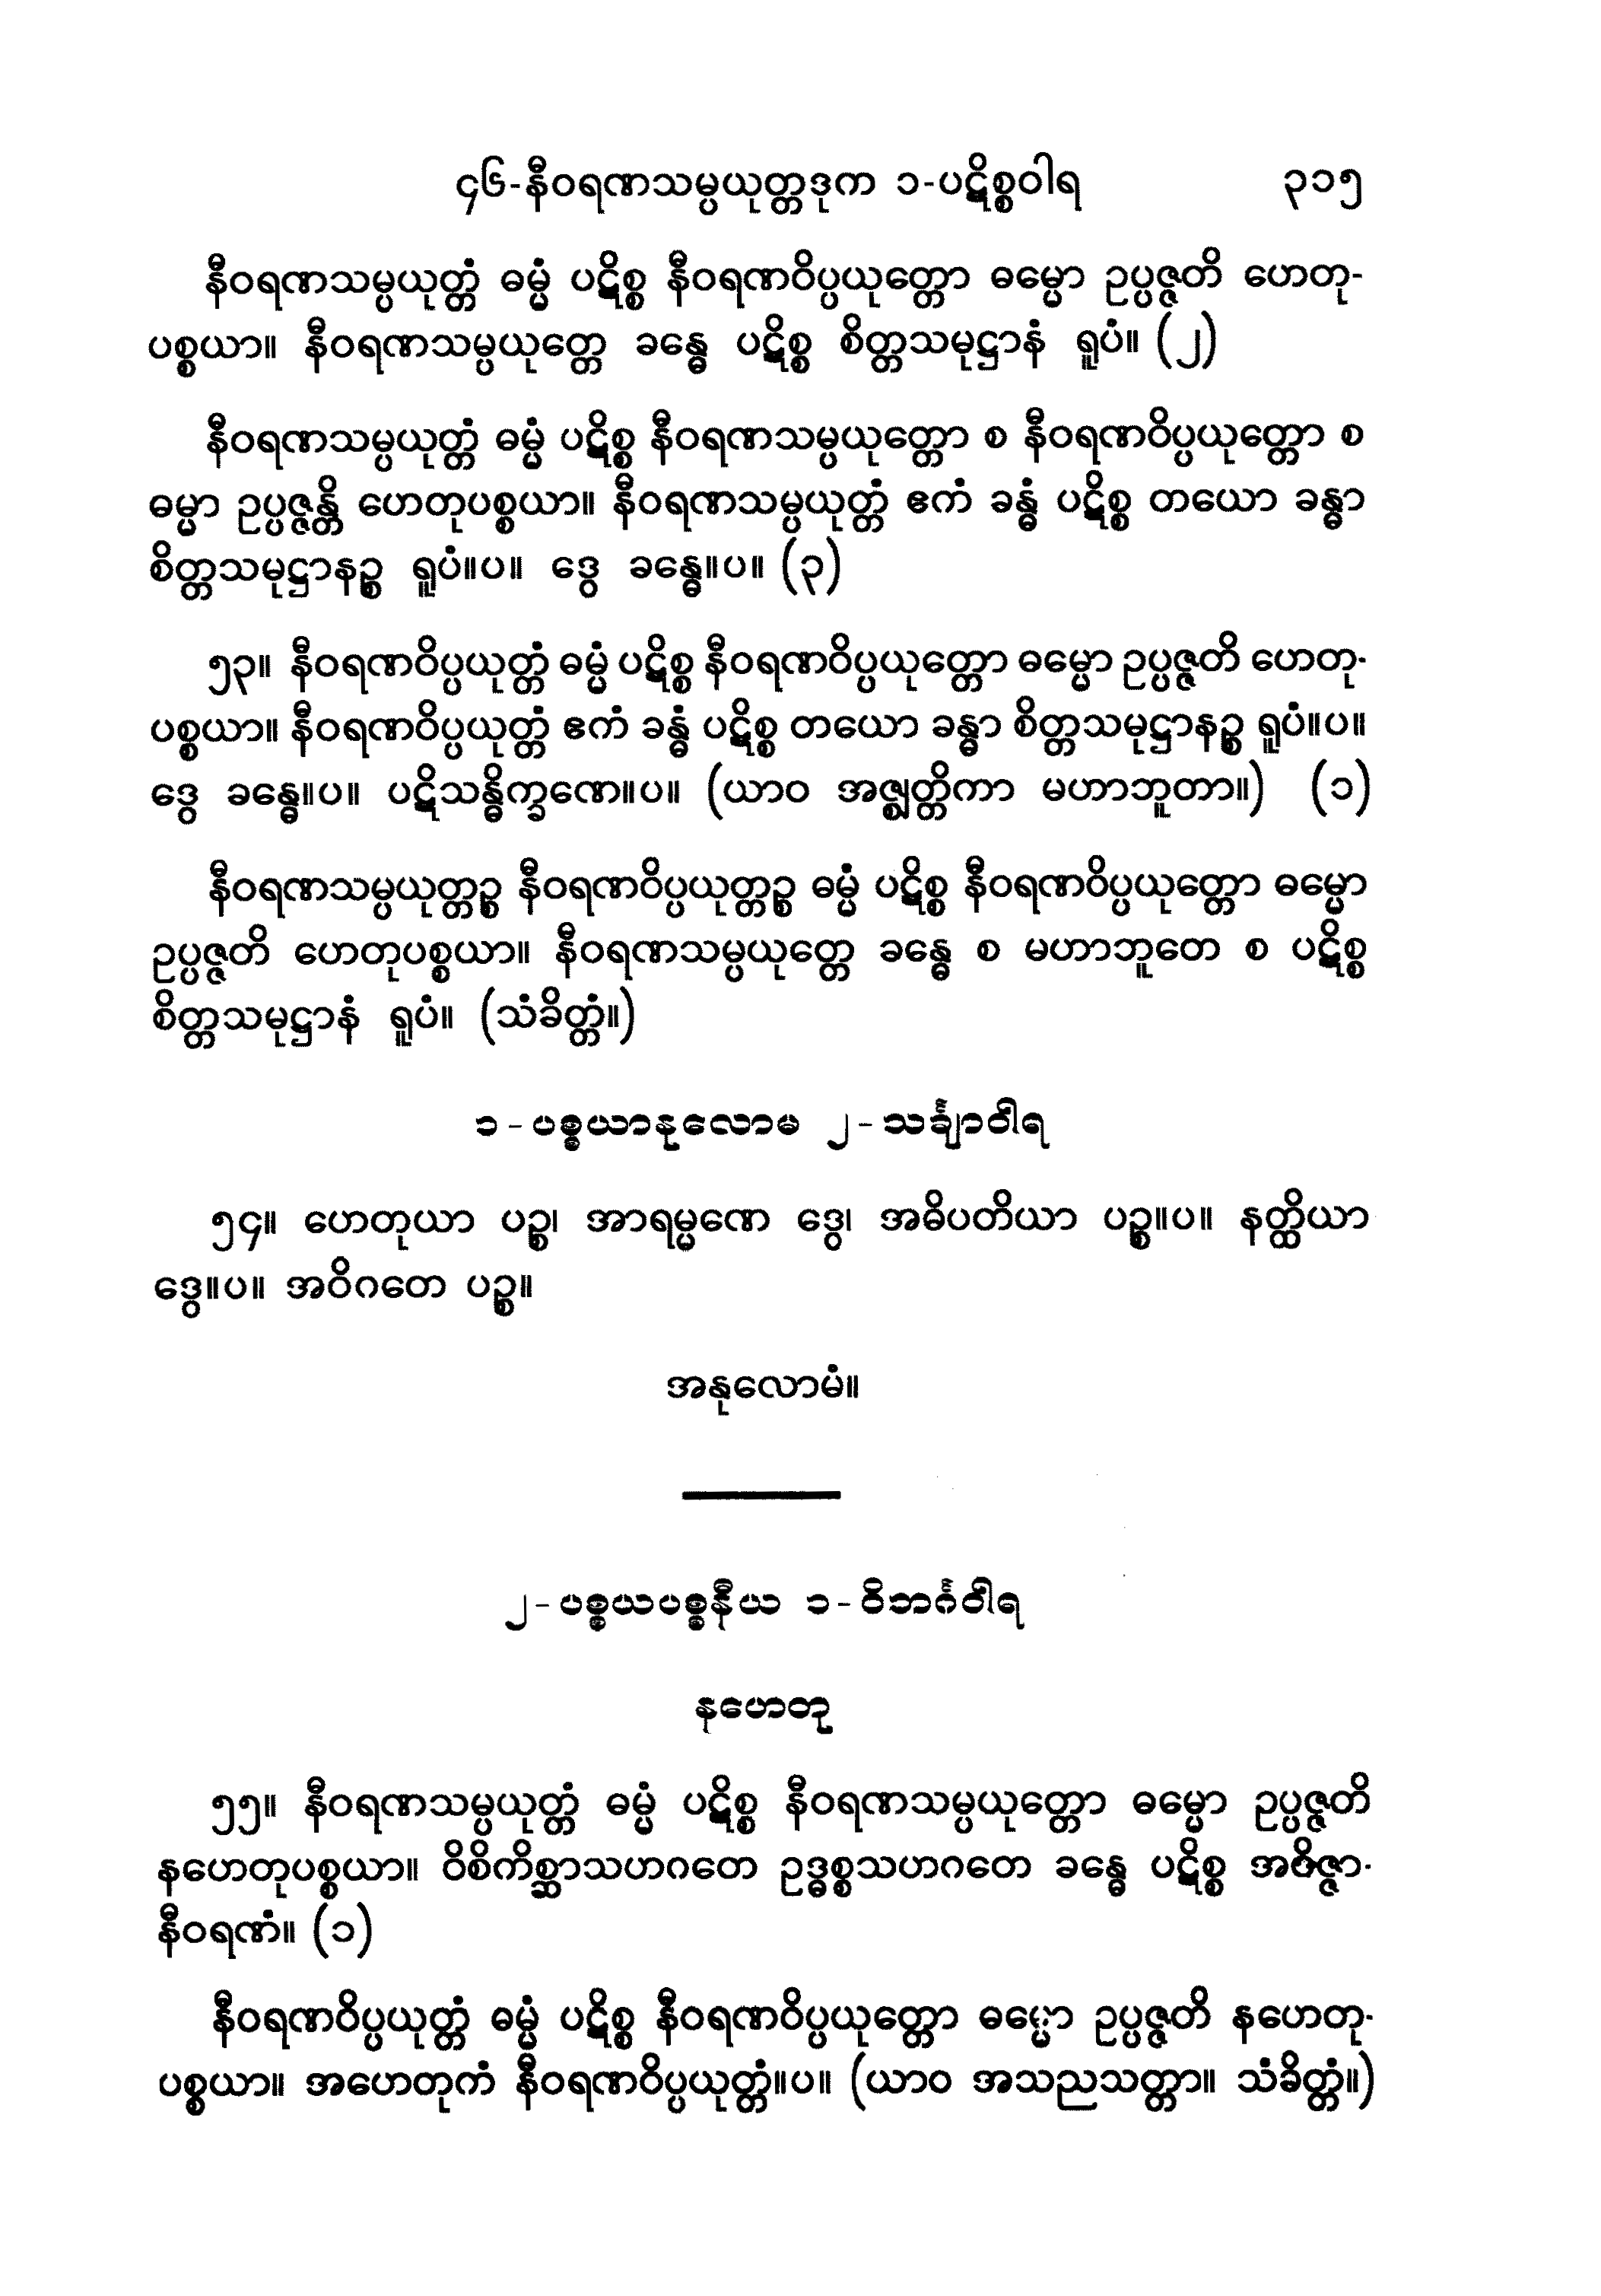 ၄၆-နီဝရဏသမ္ပယုတ္တဒုက ၁-ပဋိစ္စဝါရ ၃၁၅
နီဝရဏသမ္ပယုတ္တံ ဓမ္မံ ပဋိစ္စ နီဝရဏဝိပ္ပယုတ္တော ဓမ္မော ဥပ္ပဇ္ဇတိ ဟေတု-
ပစ္စယာ။ နီဝရဏသမ္ပယုတ္တေ ခန္ဓေ ပဋိစ္စ စိတ္တသမုဋ္ဌာနံ ရူပံ။ (၂)
နီဝရဏသမ္ပယုတ္တံ ဓမ္မံ ပဋိစ္စ နီဝရဏသမ္ပယုတ္တော စ နီဝရဏဝိပ္ပယုတ္တော စ
ဓမ္မာ ဥပ္ပဇ္ဇန္တိ ဟေတုပစ္စယာ။ နီဝရဏသမ္ပယုတ္တံ ဧကံ ခန္ဓံ ပဋိစ္စ တယော ခန္ဓာ
စိတ္တသမုဋ္ဌာနဉ္စ ရူပံ။ပ။ ဒွေ ခန္ဓေ။ပ။ (၃)
၅၃။ နီဝရဏဝိပ္ပယုတ္တံ ဓမ္မံ ပဋိစ္စ နီဝရဏဝိပ္ပယုတ္တော ဓမ္မော ဥပ္ပဇ္ဇတိ ဟေတု-
ပစ္စယာ။ နီဝရဏဝိပ္ပယုတ္တံ ဧကံ ခန္ဓံ ပဋိစ္စ တယော ခန္ဓာ စိတ္တသမုဋ္ဌာနဉ္စ ရူပံ။ပ။
ဒွေ ခန္ဓေ။ပ။ ပဋိသန္ဓိက္ခဏေ။ပ။ (ယာဝ အဇ္ဈတ္တိကာ မဟာဘူတာ။) (၁)
နီဝရဏသမ္ပယုတ္တဉ္စ နီဝရဏဝိပ္ပယုတ္တဉ္စ ဓမ္မံ ပဋိစ္စ နီဝရဏဝိပ္ပယုတ္တော ဓမ္မော
ဥပ္ပဇ္ဇတိ ဟေတုပစ္စယာ။ နီဝရဏသမ္ပယုတ္တေ ခန္ဓေ စ မဟာဘူတေ စ ပဋိစ္စ
စိတ္တသမုဋ္ဌာနံ ရူပံ။ (သံခိတ္တံ။)
၁-ပစ္စယာနုလောမ ၂-သင်္ချာဝါရ
၅၄။ ဟေတုယာ ပဉ္စ၊ အာရမ္မဏေ ဒွေ၊ အဓိပတိယာ ပဉ္စ။ပ။ နတ္ထိယာ
ဒွေ။ပ။ အဝိဂတေ ပဉ္စ။
အနုလောမံ။
၂-ပစ္စယပစ္စနီယ ၁-ဝိဘင်္ဂဝါရ
နဟေတု
၅၅။ နီဝရဏသမ္ပယုတ္တံ ဓမ္မံ ပဋိစ္စ နီဝရဏသမ္ပယုတ္တော ဓမ္မော ဥပ္ပဇ္ဇတိ
နဟေတုပစ္စယာ။ ဝိစိကိစ္ဆာသဟဂတေ ဥဒ္ဓစ္စသဟဂတေ ခန္ဓေ ပဋိစ္စ အဝိဇ္ဇာ-
နီဝရဏံ။ (၁)
နီဝရဏဝိပ္ပယုတ္တံ ဓမ္မံ ပဋိစ္စ နီဝရဏဝိပ္ပယုတ္တော ဓမ္မော ဥပ္ပဇ္ဇတိ နဟေတု-
ပစ္စယာ။ အဟေတုကံ နီဝရဏဝိပ္ပယုတ္တံ။ပ။ (ယာဝ အသညသတ္တာ။ သံခိတ္တံ။)